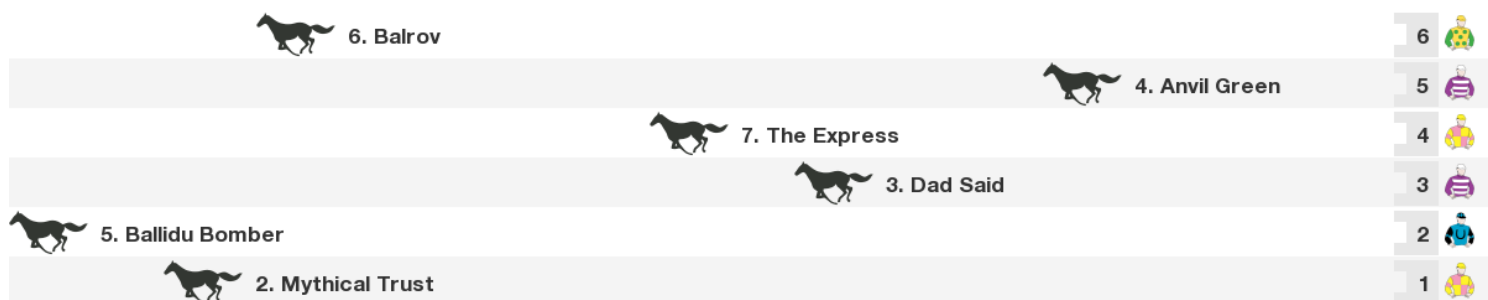 6. Balrov 6
4. Anvil Green 5
7. The Express 4
3. Dad Said 3
5. Ballidu Bomber 2
2. Mythical Trust 1